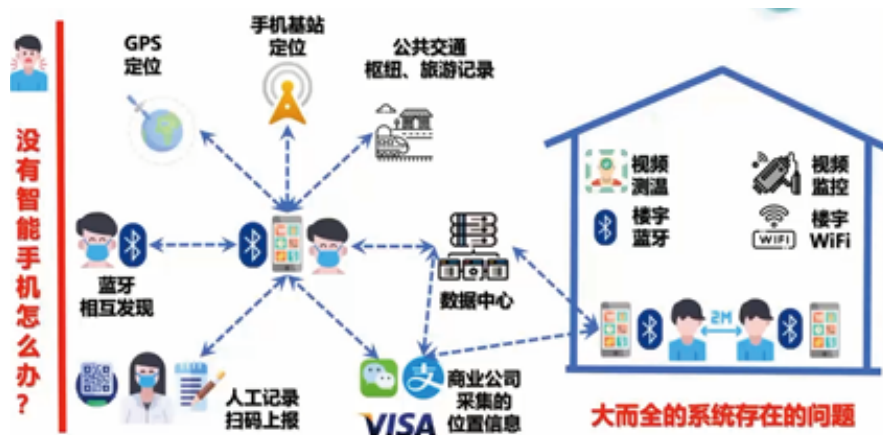 没有智能手机怎么办?
GPS
定位
手机基站
定位
公共交通
枢纽、旅游记录
蓝牙
相互发现
数据中心
人工记录
扫码上报
VISA
商业公司
采集的
位置信息
视频
测温
视频
监控
楼宇
蓝牙
WIFI
楼宇
WiFi
2M
大而全的系统存在的问题